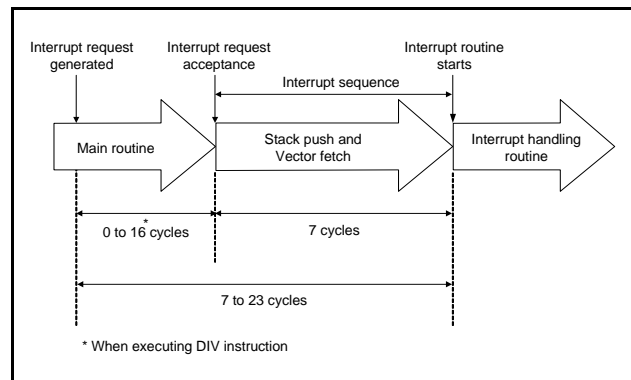 Interrupt request
generated
Interrupt request
acceptance
Interrupt routine
starts
Interrupt sequence
Main routine
Stack push and
Vector fetch
Interrupt handling
routine
*
0 to 16 cycles
7 cycles
7 to 23 cycles
* When executing DIV instruction